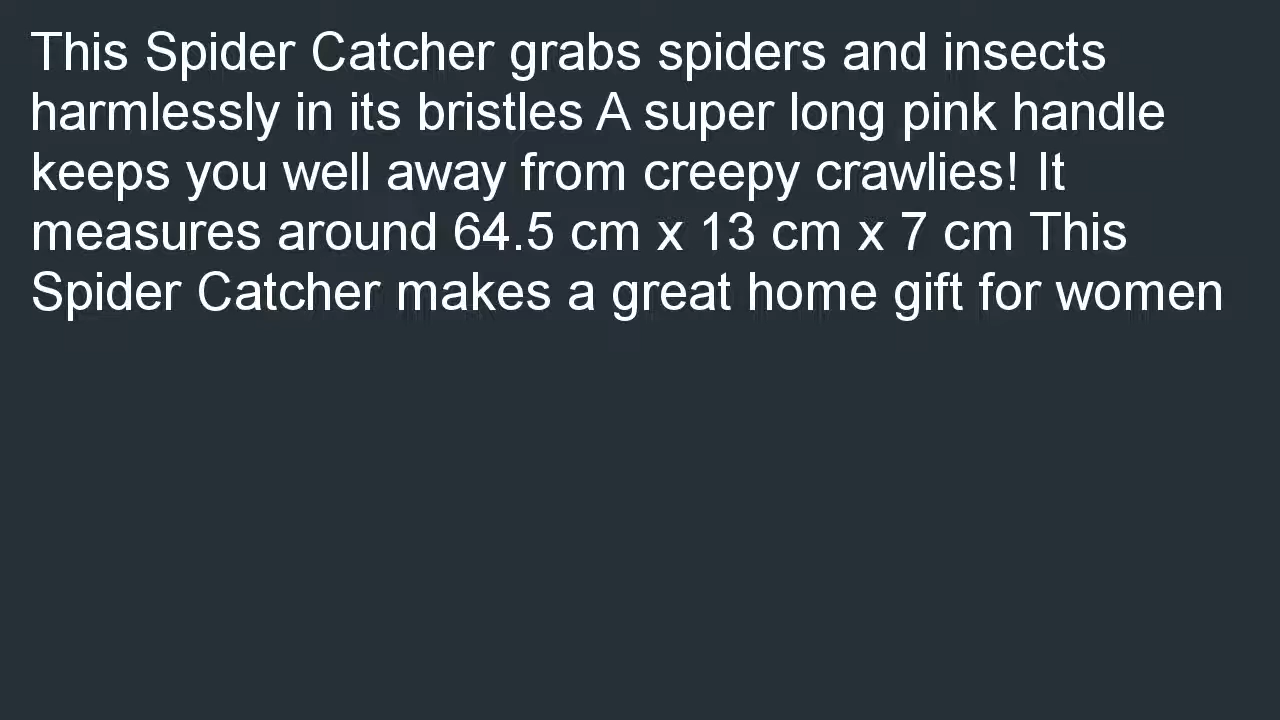 This Spider Catcher grabs spiders and insects
harmlessly in its bristles A super long pink handle
keeps you well away from creepy crawlies! It
measures around 64.5 cm x 13 cm x 7 cm This
Spider Catcher makes a great home gift for women